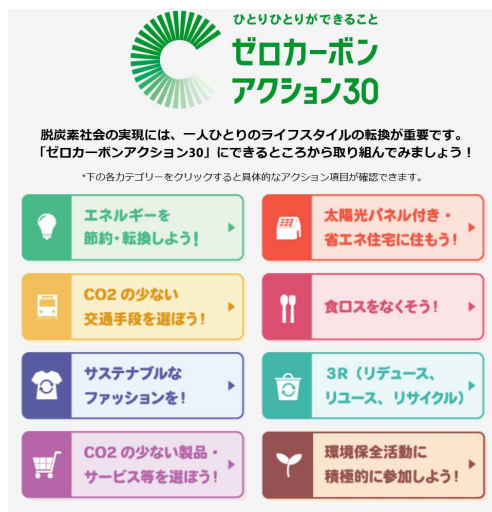 ひとりひとりができること
ゼロカーボン
アクション30
脱炭素社会の実現には、一人ひとりのライフスタイルの転換が重要です。
「ゼロカーボンアクション30」にできるところから取り組んでみましょう！
*下の各カテゴリーをクリックすると具体的なアクション項目が確認できます。
エネルギーを
節約・転換しよう！
太陽光パネル付き・
省エネ住宅に住もう！
CO2 の少ない
交通手段を選ぼう！
食ロスをなくそう！
サステナブルな
ファッションを！
3R（リデュース、
リユース、リサイクル）
CO2 の少ない製品・
サービス等を選ぼう！
環境保全活動に
積極的に参加しよう！